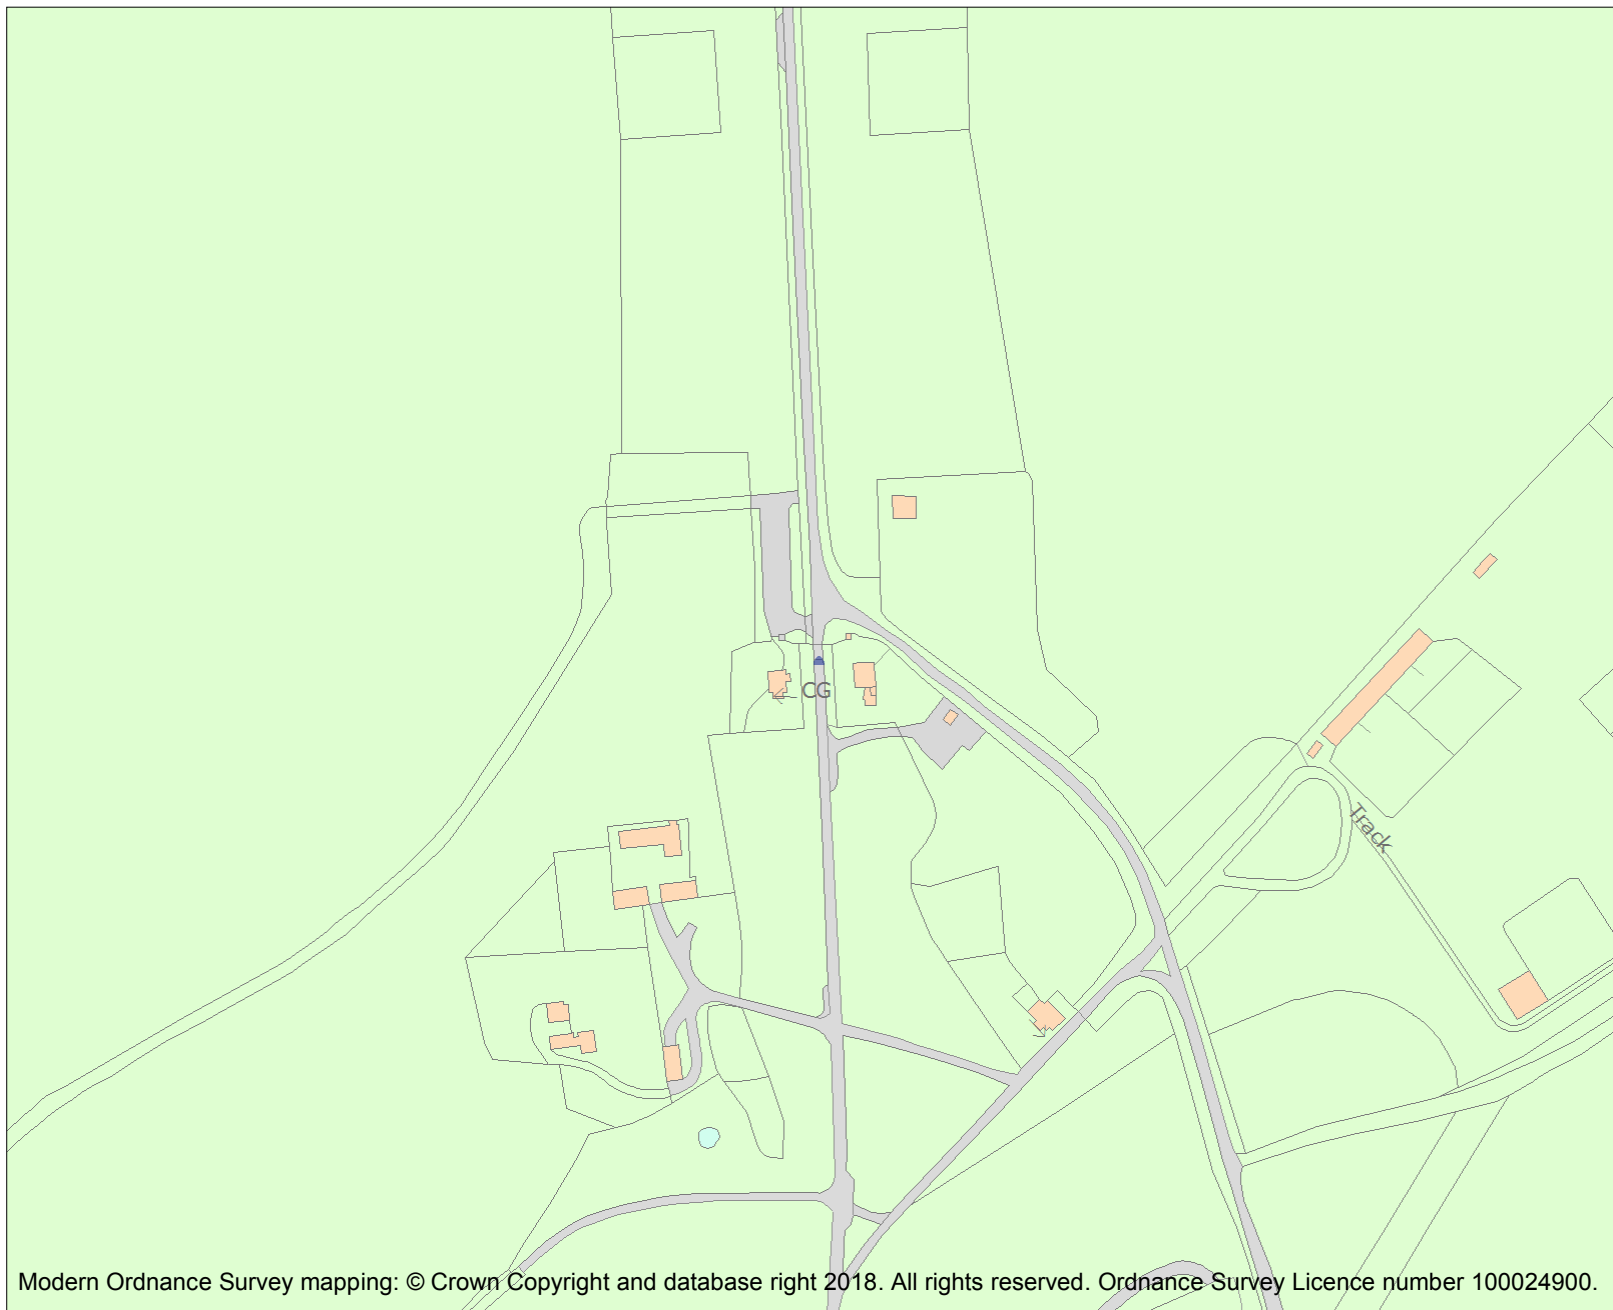 CG
Track
Modern Ordnance Survey mapping: © Crown Copyright and database right 2018. All rights reserved. Ordnance Survey Licence number 100024900.